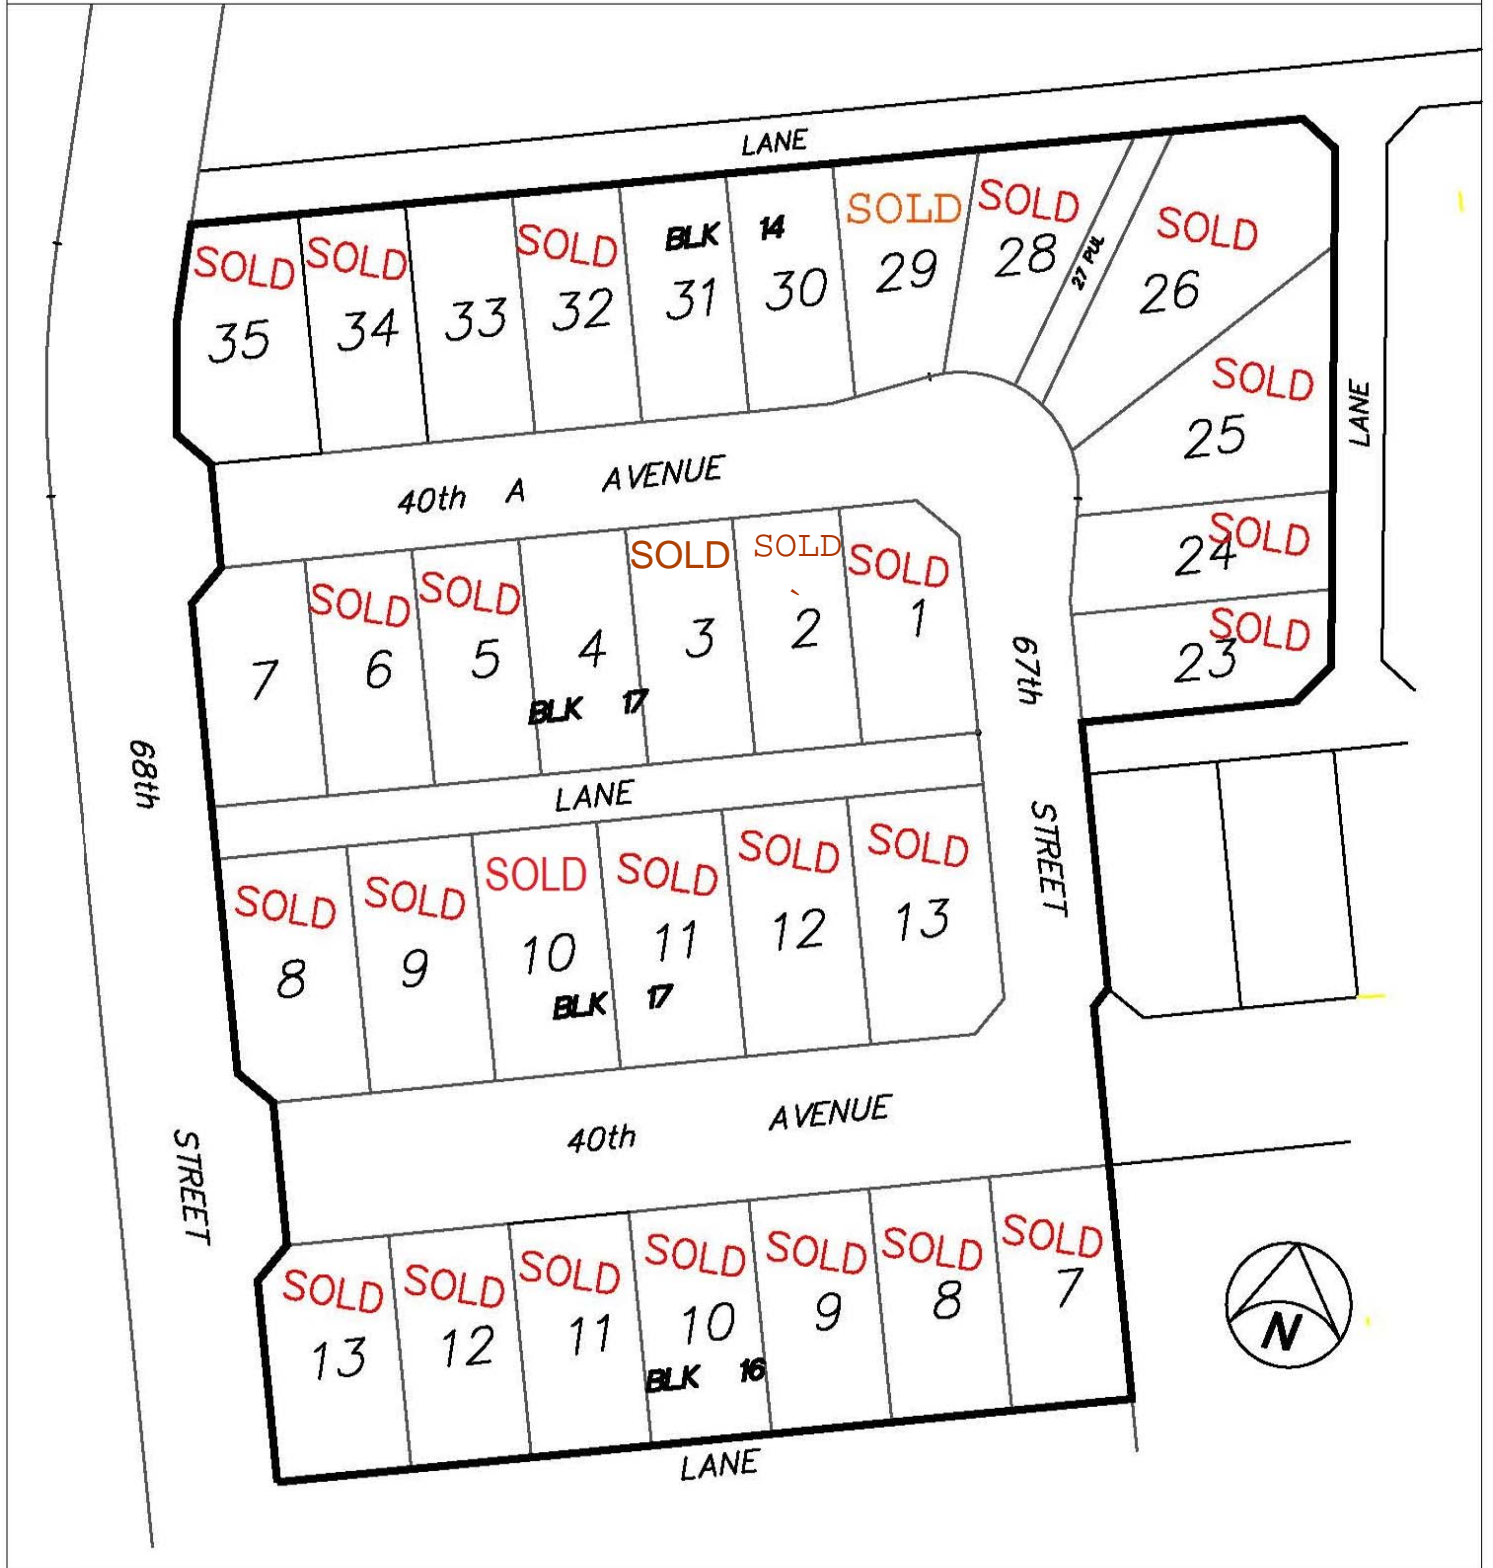 LANE
SOLD SOLD SOLD BLK 14 SOLD SOLD SOLD
35 34 33 32 31 30 29 28 27 PUL 26
SOLD
25
LANE
40th A AVENUE
SOLD
24
SOLD
23
SOLD SOLD SOLD SOLD SOLD
7 6 5 4 3 2 1
BLK 17
67th STREET
68th STREET
LANE
SOLD SOLD SOLD SOLD SOLD SOLD
8 9 10 11 12 13
BLK 17
40th AVENUE
SOLD SOLD SOLD SOLD SOLD SOLD SOLD
13 12 11 10 9 8 7
BLK 16
LANE
N